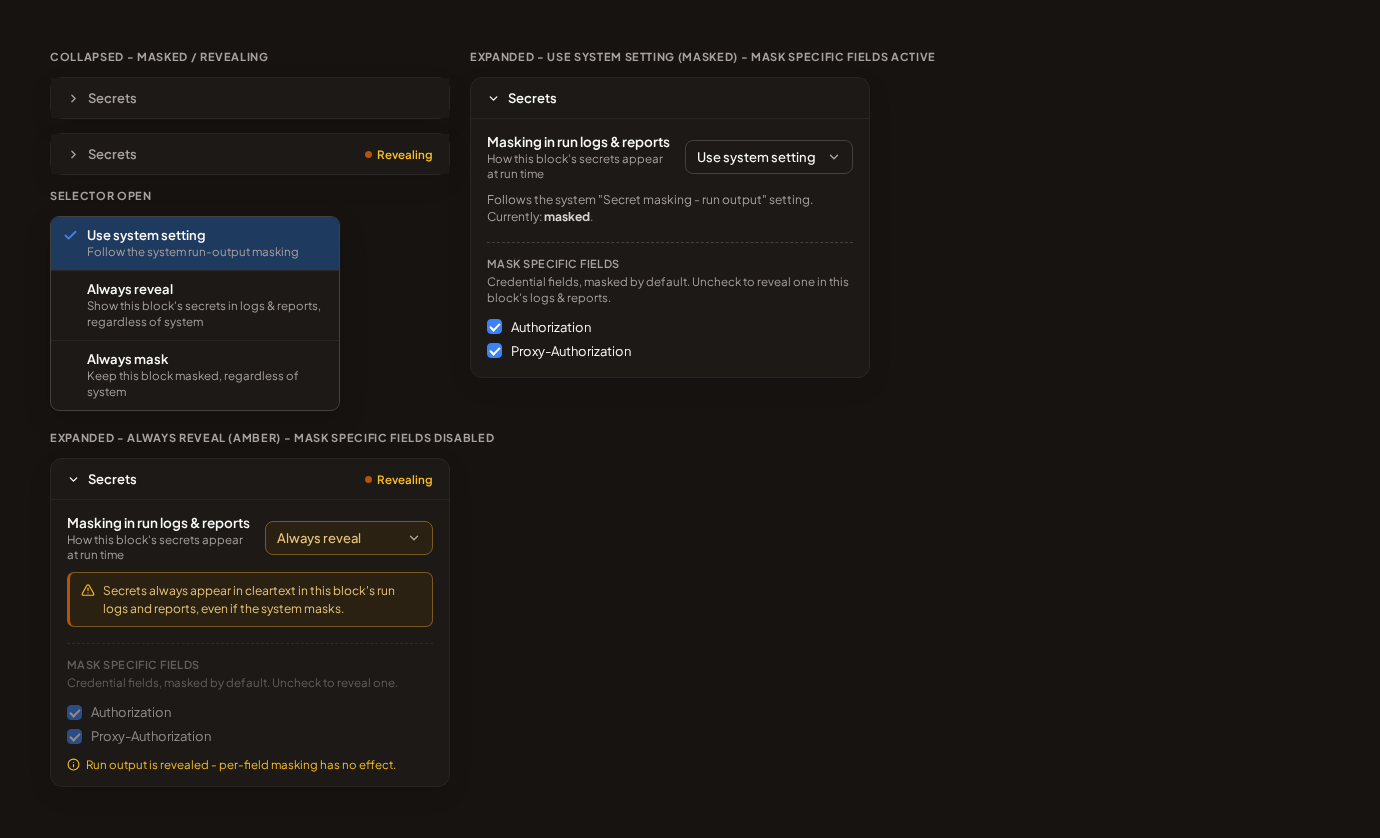 COLLAPSED - MASKED / REVEALING
Secrets
Secrets
Revealing
SELECTOR OPEN
Use system setting
Follow the system run-output masking
Always reveal
Show this block's secrets in logs & reports,
regardless of system
Always mask
Keep this block masked, regardless of
system
EXPANDED - USE SYSTEM SETTING (MASKED) - MASK SPECIFIC FIELDS ACTIVE
Secrets
Masking in run logs & reports
How this block's secrets appear
at run time
Use system setting
Follows the system "Secret masking - run output" setting.
Currently: masked.
MASK SPECIFIC FIELDS
Credential fields, masked by default. Uncheck to reveal one in this
block's logs & reports.
Authorization
Proxy-Authorization
EXPANDED - ALWAYS REVEAL (AMBER) - MASK SPECIFIC FIELDS DISABLED
Secrets
Revealing
Masking in run logs & reports
How this block's secrets appear
at run time
Always reveal
Secrets always appear in cleartext in this block's run
logs and reports, even if the system masks.
MASK SPECIFIC FIELDS
Credential fields, masked by default. Uncheck to reveal one.
Authorization
Proxy-Authorization
Run output is revealed - per-field masking has no effect.